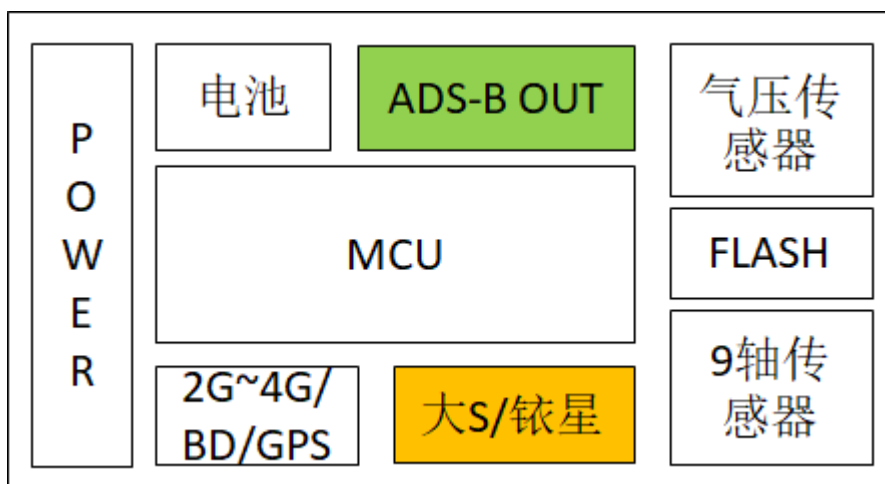 POWER
电池
ADS-B OUT
气压传
感器
MCU
FLASH
2G~4G/
BD/GPS
大S/铱星
9轴传
感器